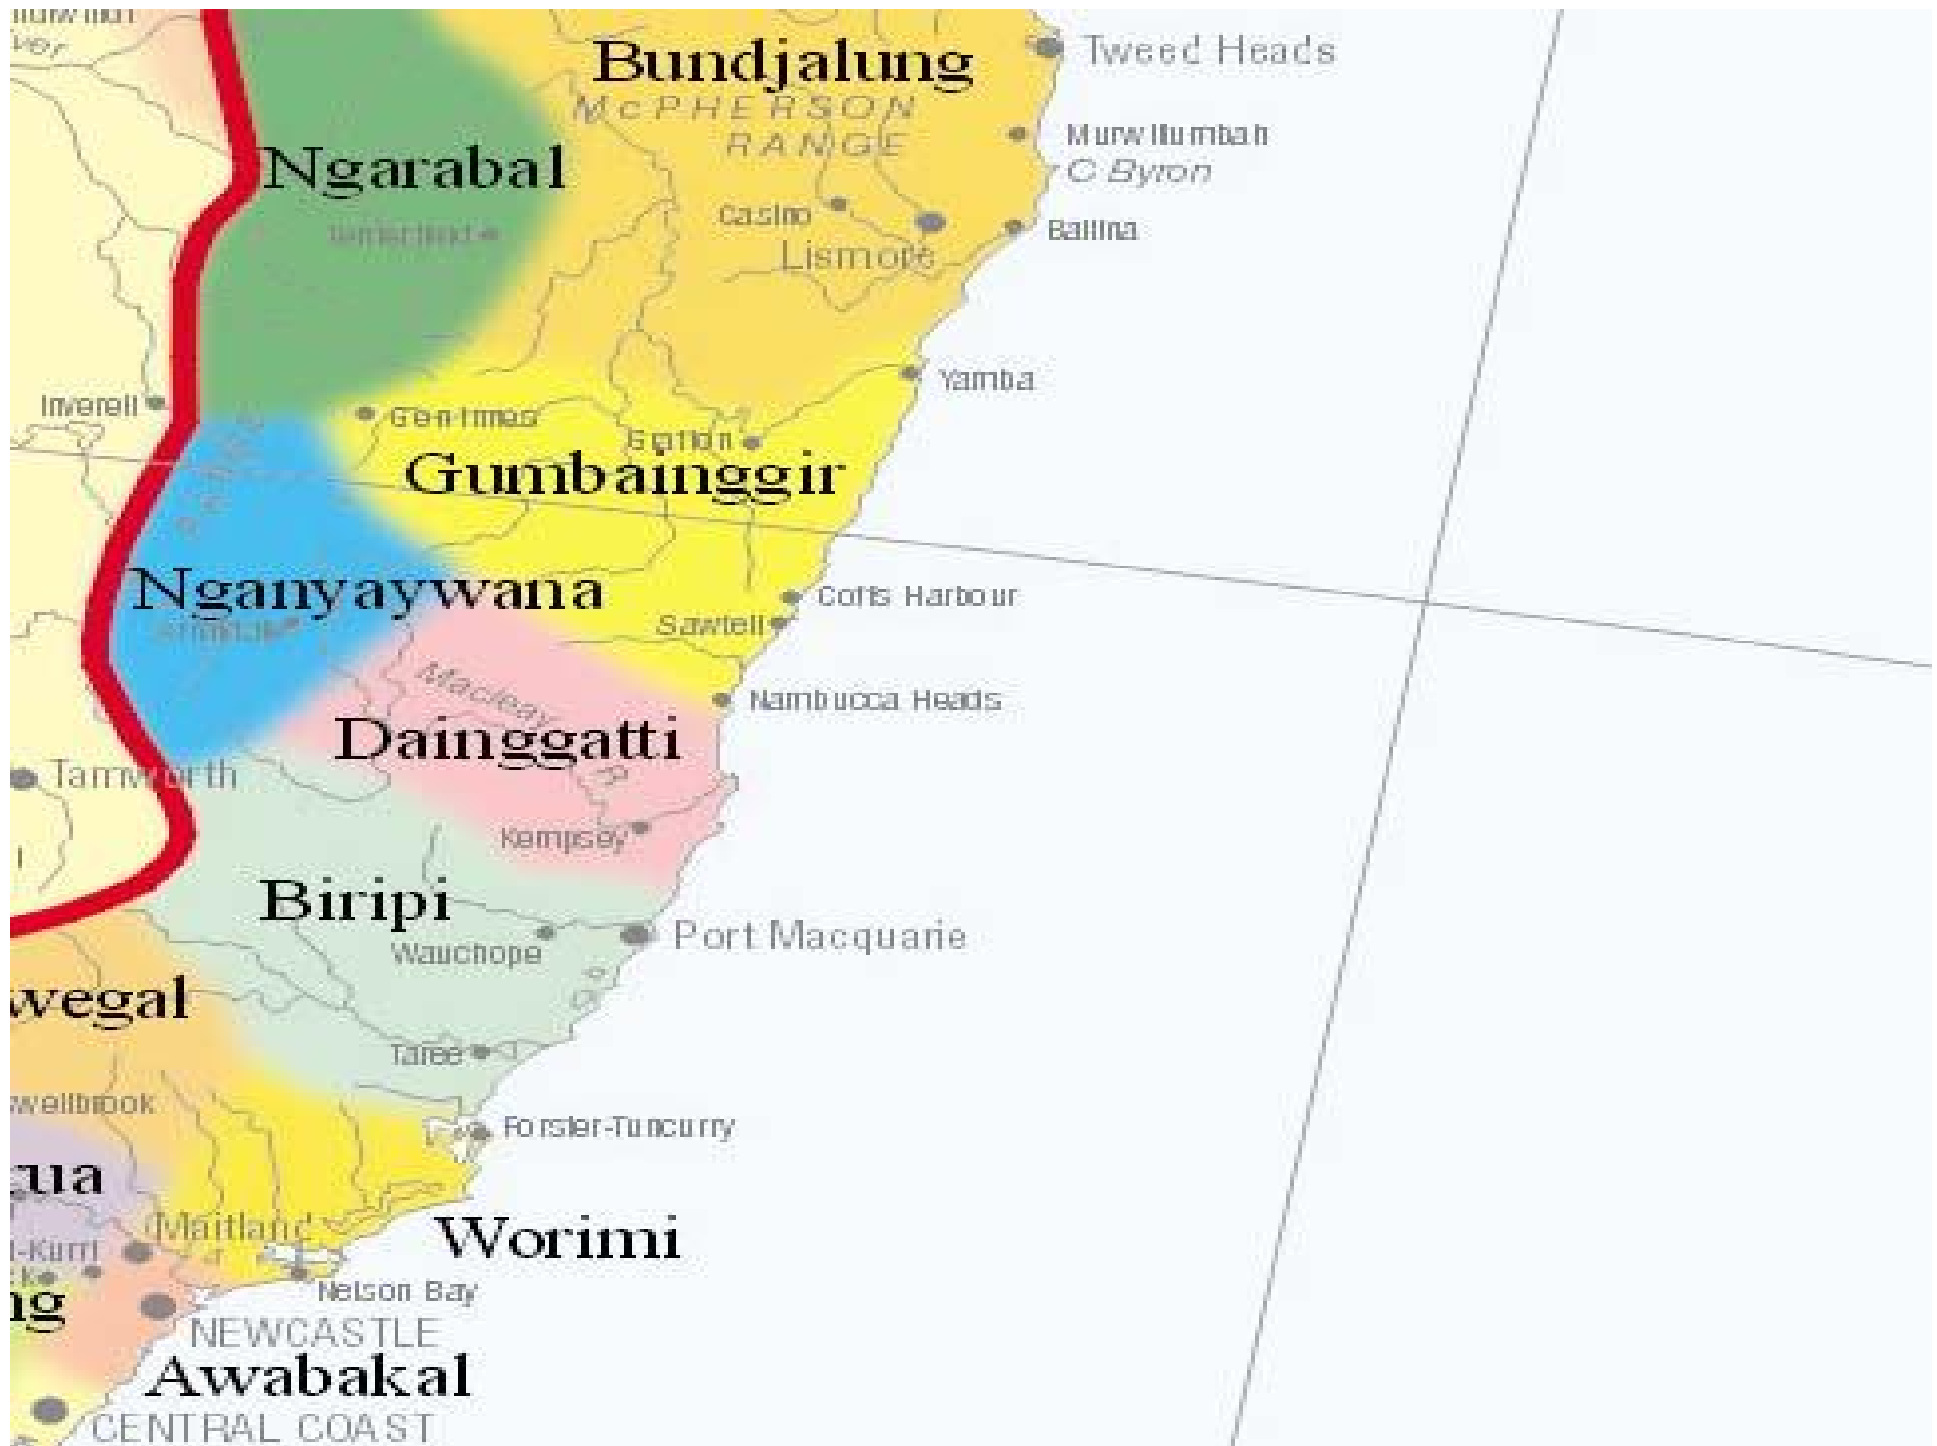 ver
Bundjalung
Tweed Heads
McPHERSON
RANGE
Murwillumbah
C Byron
Ngarabal
Casino
Lismore
Ballina
Yamba
Inverell
Glen Innes
Grafton
Gumbainggir
Nganyaywana
Coffs Harbour
Sawtell
Macleay
R
Nambucca Heads
Dainggatti
Tamworth
Kempsey
Biripi
Wauchope
Port Macquarie
wegal
Taree
wellbrook
Forster-Tuncurry
Maitland
Worimi
-Kurri
k
Nelson Bay
NEWCASTLE
Awabakal
CENTRAL COAST